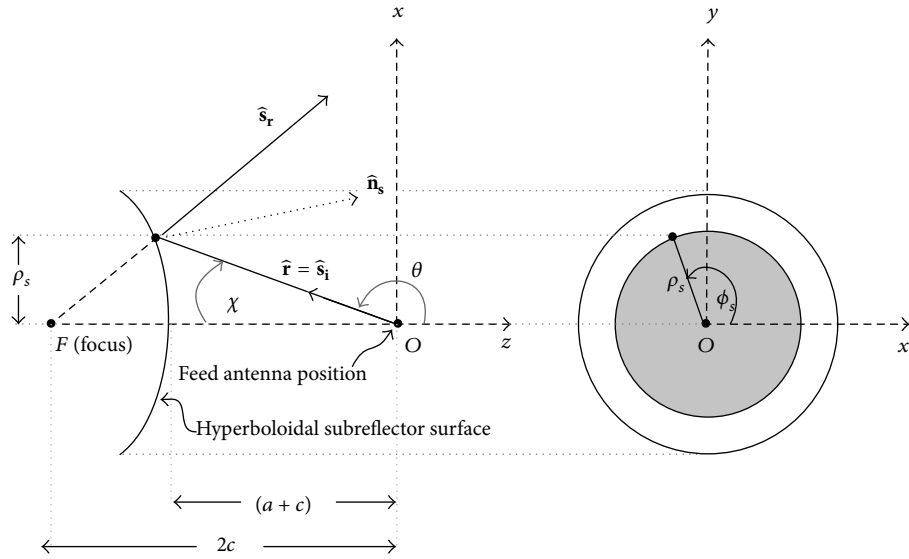 x
y
ŝᵣ
n̂ₛ
r̂ = ŝᵢ
θ
ρₛ
χ
ρₛ
ϕₛ
F (focus)
O
z
O
x
Feed antenna position
Hyperboloidal subreflector surface
(a + c)
2c